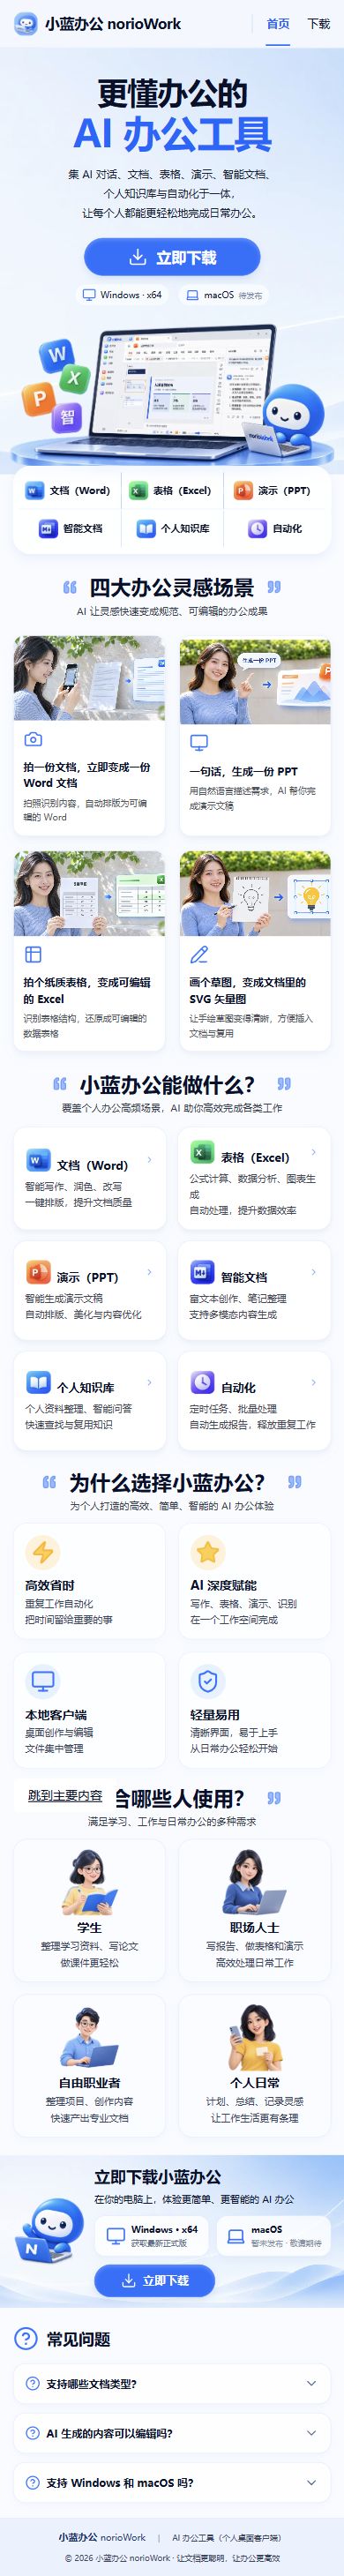 小蓝办公 norioWork
首页 下载
更懂办公的
AI 办公工具
集 AI 对话、文档、表格、演示、智能文档、
个人知识库与自动化于一体，
让每个人都能更轻松地完成日常办公。
立即下载
Windows · x64
macOS 待发布
W
X
P
智
norioWork
文档（Word）
表格（Excel）
演示（PPT）
智能文档
个人知识库
自动化
四大办公灵感场景
AI 让灵感快速变成规范、可编辑的办公成果
拍一份文档，立即变成一份
Word 文档
拍照识别内容，自动排版为可编
辑的 Word
生成一份 PPT
一句话，生成一份 PPT
用自然语言描述需求，AI 帮你完
成演示文稿
拍个纸质表格，变成可编辑
的 Excel
识别表格结构，还原成可编辑的
数据表格
画个草图，变成文档里的
SVG 矢量图
让手绘草图变得清晰，方便插入
文档与复用
小蓝办公能做什么？
覆盖个人办公高频场景，AI 助你高效完成各类工作
文档（Word）
智能写作、润色、改写
一键排版，提升文档质量
表格（Excel）
公式计算、数据分析、图表生
成
自动处理，提升数据效率
演示（PPT）
智能生成演示文稿
自动排版、美化与内容优化
智能文档
富文本创作、笔记整理
支持多模态内容生成
个人知识库
个人资料整理、智能问答
快速查找与复用知识
自动化
定时任务、批量处理
自动生成报告，释放重复工作
为什么选择小蓝办公？
为个人打造的高效、简单、智能的 AI 办公体验
高效省时
重复工作自动化
把时间留给重要的事
AI 深度赋能
写作、表格、演示、识别
在一个工作空间完成
本地客户端
桌面创作与编辑
文件集中管理
轻量易用
清晰界面，易于上手
从日常办公轻松开始
跳到主要内容
合哪些人使用？
满足学习、工作与日常办公的多种需求
学生
整理学习资料、写论文
做课件更轻松
职场人士
写报告、做表格和演示
高效处理日常工作
自由职业者
整理项目、创作内容
快速产出专业文档
个人日常
计划、总结、记录灵感
让工作生活更有条理
立即下载小蓝办公
在你的电脑上，体验更简单、更智能的 AI 办公
Windows · x64
获取最新正式版
macOS
暂未发布 · 敬请期待
N
立即下载
常见问题
支持哪些文档类型？
AI 生成的内容可以编辑吗？
支持 Windows 和 macOS 吗？
小蓝办公 norioWork | AI 办公工具（个人桌面客户端）
© 2026 小蓝办公 norioWork · 让文档更聪明，让办公更高效